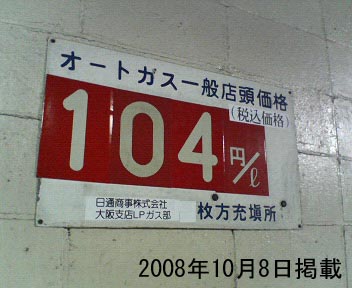 オートガス一般店頭価格
(税込価格)
104円/ℓ
日通商事株式会社
大阪支店LPガス部
枚方充塡所
2008年10月8日掲載